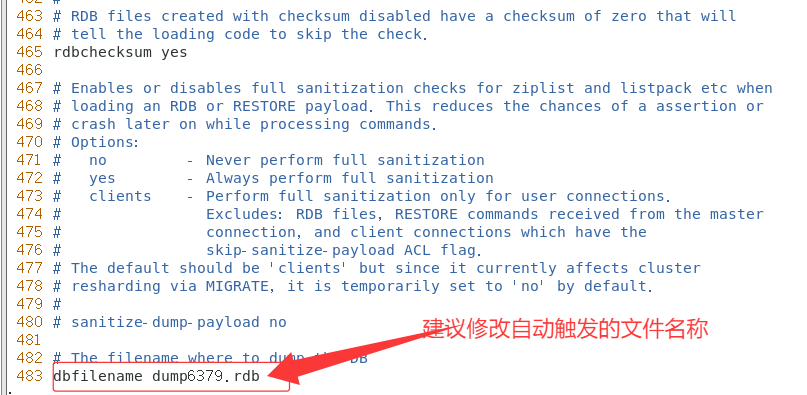 462 #
463 # RDB files created with checksum disabled have a checksum of zero that will
464 # tell the loading code to skip the check.
465 rdbchecksum yes
466
467 # Enables or disables full sanitization checks for ziplist and listpack etc when
468 # loading an RDB or RESTORE payload. This reduces the chances of a assertion or
469 # crash later on while processing commands.
470 # Options:
471 #   no         - Never perform full sanitization
472 #   yes        - Always perform full sanitization
473 #   clients    - Perform full sanitization only for user connections.
474 #                Excludes: RDB files, RESTORE commands received from the master
475 #                connection, and client connections which have the
476 #                skip-sanitize-payload ACL flag.
477 # The default should be 'clients' but since it currently affects cluster
478 # resharding via MIGRATE, it is temporarily set to 'no' by default.
479 #
480 # sanitize-dump-payload no
建议修改自动触发的文件名称
481
482 # The filename where to dump the DB
483 dbfilename dump6379.rdb